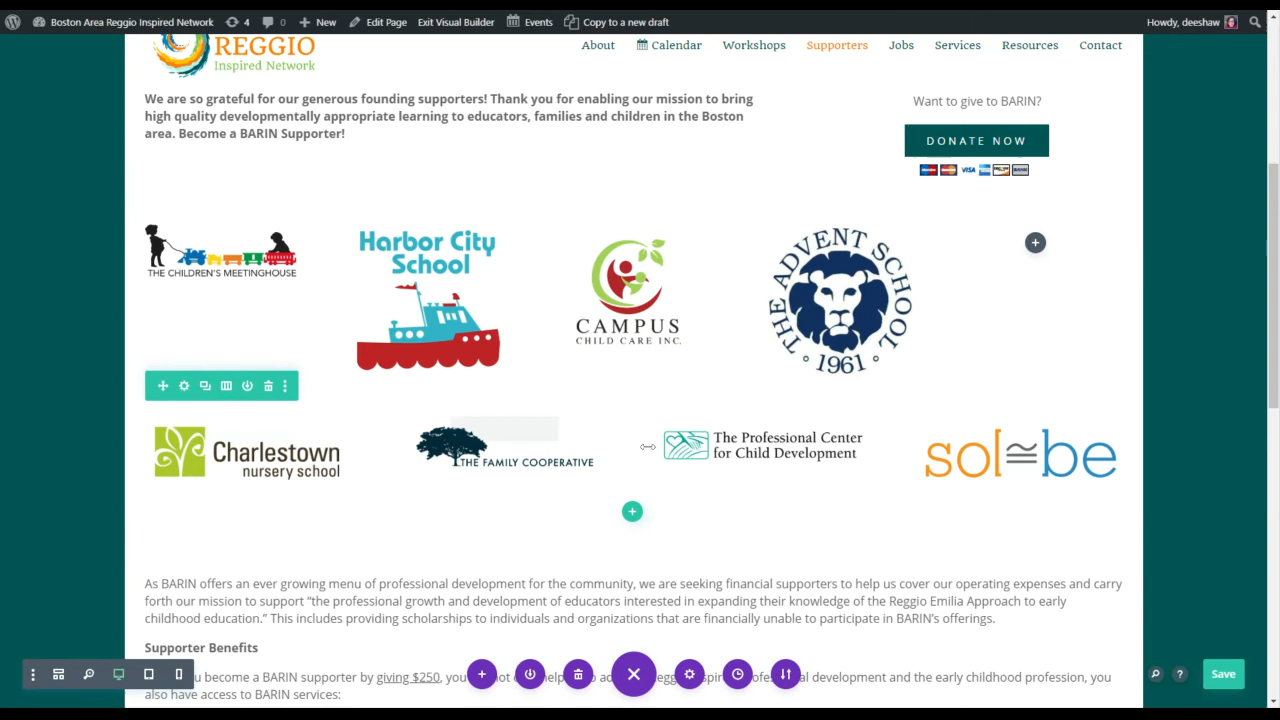 Boston Area Reggio Inspired Network 4 0 New Edit Page Exit Visual Builder Events Copy to a new draft Howdy, deeshaw
REGGIO
Inspired Network
About Calendar Workshops Supporters Jobs Services Resources Contact
We are so grateful for our generous founding supporters! Thank you for enabling our mission to bring
high quality developmentally appropriate learning to educators, families and children in the Boston
area. Become a BARIN Supporter!
Want to give to BARIN?
DONATE NOW
VISA
THE CHILDREN'S MEETINGHOUSE
Harbor City
School
CAMPUS
CHILD CARE INC.
THE ADVENT SCHOOL
1961
Charlestown
nursery school
THE FAMILY COOPERATIVE
The Professional Center
for Child Development
sol≅be
As BARIN offers an ever growing menu of professional development for the community, we are seeking financial supporters to help us cover our operating expenses and carry
forth our mission to support “the professional growth and development of educators interested in expanding their knowledge of the Reggio Emilia Approach to early
childhood education.” This includes providing scholarships to individuals and organizations that are financially unable to participate in BARIN’s offerings.
Supporter Benefits
u become a BARIN supporter by giving $250, you development and the early childhood profession, you
also have access to BARIN services:
? Save